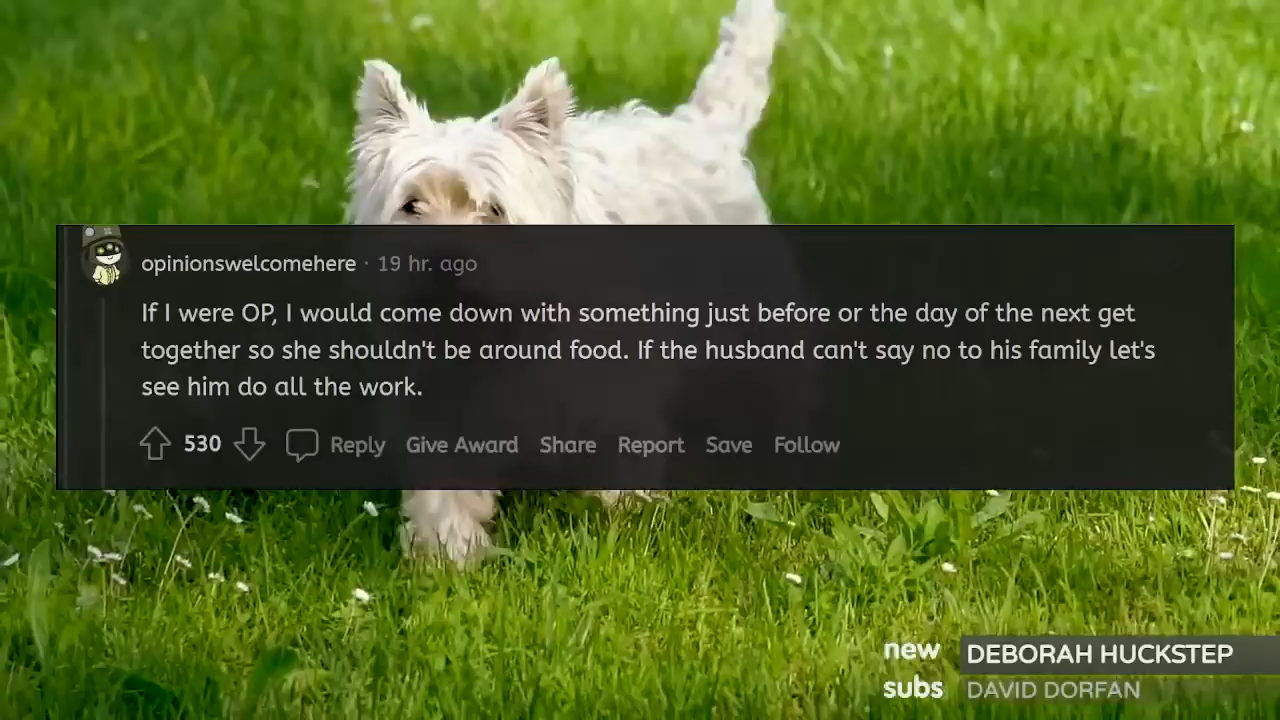 opinionswelcomehere · 19 hr. ago
If I were OP, I would come down with something just before or the day of the next get
together so she shouldn't be around food. If the husband can't say no to his family let's
see him do all the work.
530 Reply Give Award Share Report Save Follow
new DEBORAH HUCKSTEP
subs DAVID DORFAN